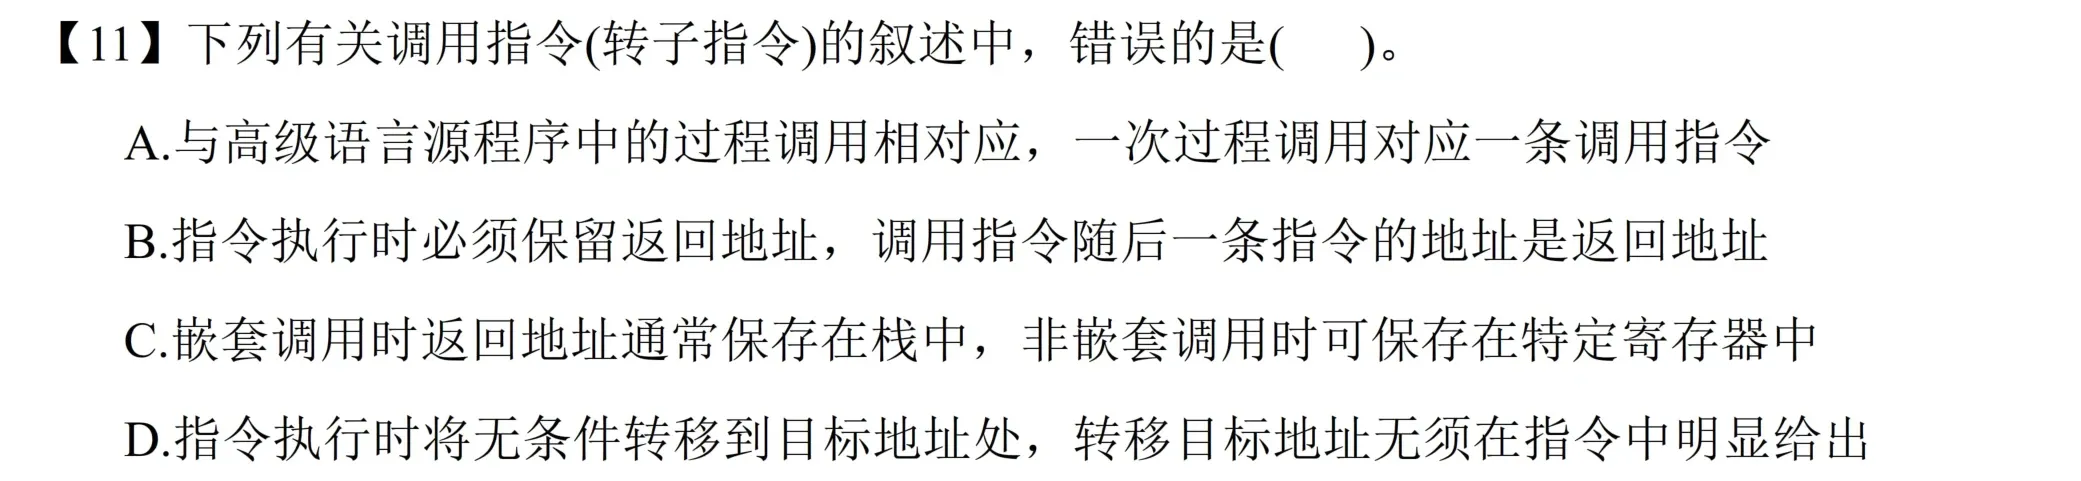 【11】下列有关调用指令(转子指令)的叙述中，错误的是(    )。
A.与高级语言源程序中的过程调用相对应，一次过程调用对应一条调用指令
B.指令执行时必须保留返回地址，调用指令随后一条指令的地址是返回地址
C.嵌套调用时返回地址通常保存在栈中，非嵌套调用时可保存在特定寄存器中
D.指令执行时将无条件转移到目标地址处，转移目标地址无须在指令中明显给出